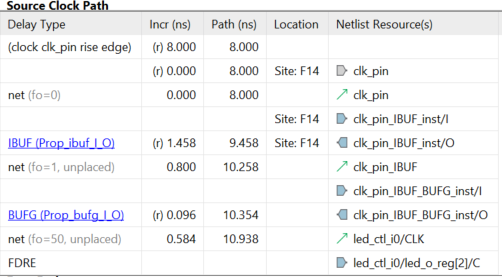 Source Clock Path
Delay Type Incr (ns) Path (ns) Location Netlist Resource(s)
(clock clk_pin rise edge) (r) 8.000 8.000
(r) 0.000 8.000 Site: F14 clk_pin
net (fo=0) 0.000 8.000 clk_pin
Site: F14 clk_pin_IBUF_inst/I
IBUF (Prop_ibuf_I_O) (r) 1.458 9.458 Site: F14 clk_pin_IBUF_inst/O
net (fo=1, unplaced) 0.800 10.258 clk_pin_IBUF
clk_pin_IBUF_BUFG_inst/I
BUFG (Prop_bufg_I_O) (r) 0.096 10.354 clk_pin_IBUF_BUFG_inst/O
net (fo=50, unplaced) 0.584 10.938 led_ctl_i0/CLK
FDRE led_ctl_i0/led_o_reg[2]/C